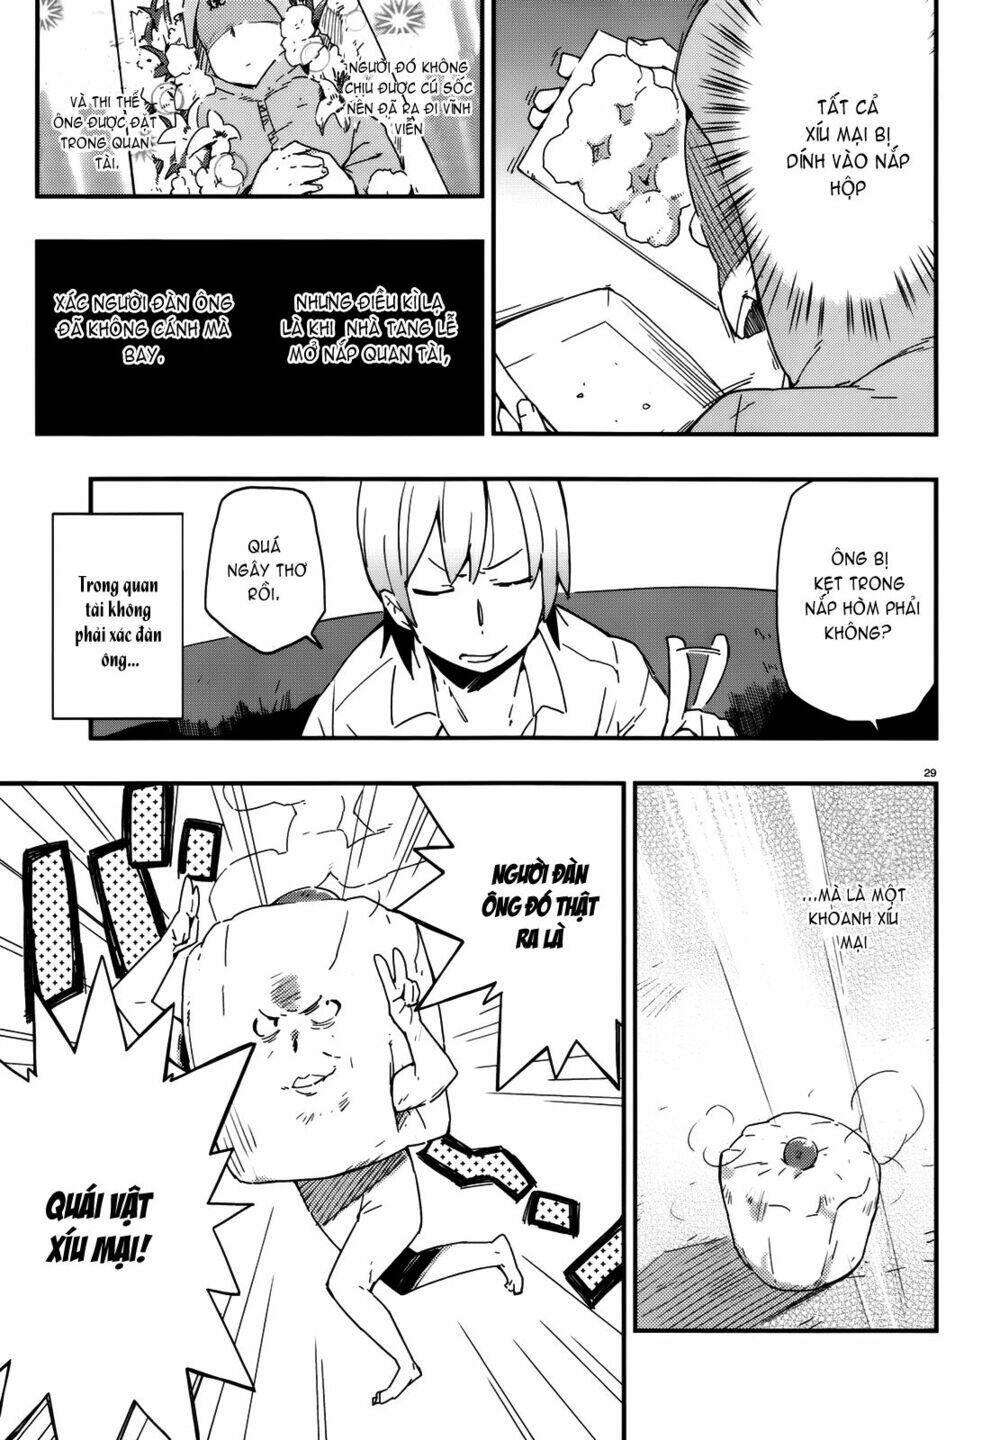 TẤT CẢ
XÍU MẠI BỊ
DÍNH VÀO NẮP
HỘP
NGƯỜI ĐÓ KHÔNG
CHỊU ĐƯỢC CÚ SỐC
NÊN ĐÃ RA ĐI VĨNH
VIỄN
VÀ THI THỂ
ÔNG ĐƯỢC ĐẶT
TRONG QUAN
TÀI.
NHƯNG ĐIỀU KÌ LẠ
LÀ KHI NHÀ TANG LỄ
MỞ NẮP QUAN TÀI,
XÁC NGƯỜI ĐÀN ÔNG
ĐÃ KHÔNG CÁNH MÀ
BAY.
ÔNG BỊ
KẸT TRONG
NẮP HÒM PHẢI
KHÔNG?
QUÁ
NGÂY THƠ
RỒI.
Trong quan
tài không
phải xác đàn
ông...
29
...MÀ LÀ MỘT
KHOANH XÍU
MẠI
NGƯỜI ĐÀN
ÔNG ĐÓ THẬT
RA LÀ
QUÁI VẬT
XÍU MẠI!